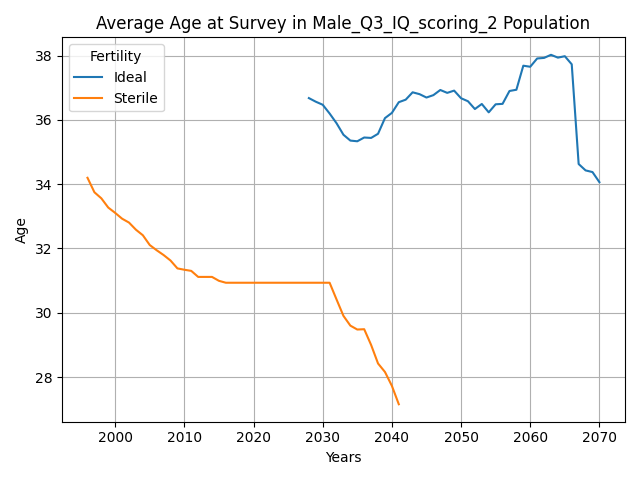 Average Age at Survey in Male_Q3_IQ_scoring_2 Population
Fertility
Ideal
Sterile
38
36
34
32
30
28
Age
2000 2010 2020 2030 2040 2050 2060 2070
Years